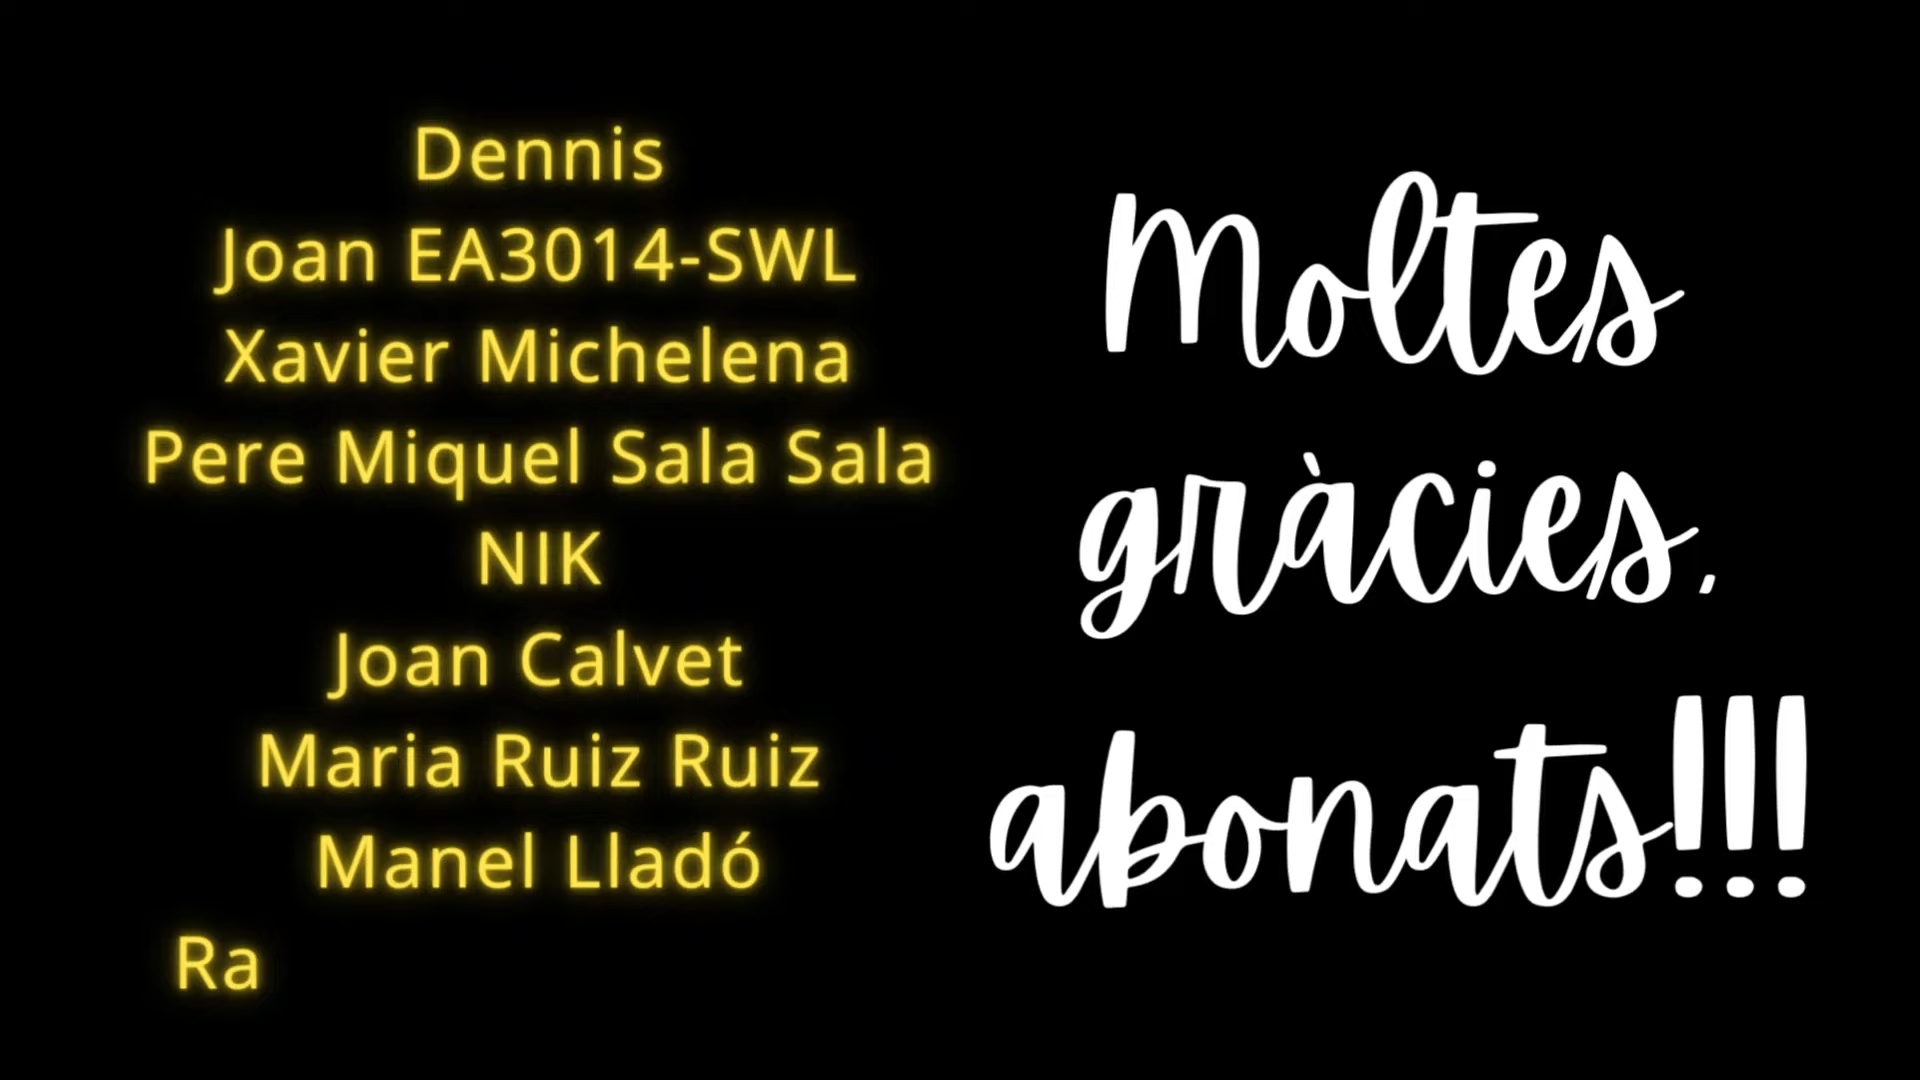 Dennis
Joan EA3014-SWL
Xavier Michelena
Pere Miquel Sala Sala
NIK
Joan Calvet
Maria Ruiz Ruiz
Manel Lladó
Ra
Moltes
gràcies,
abonats!!!